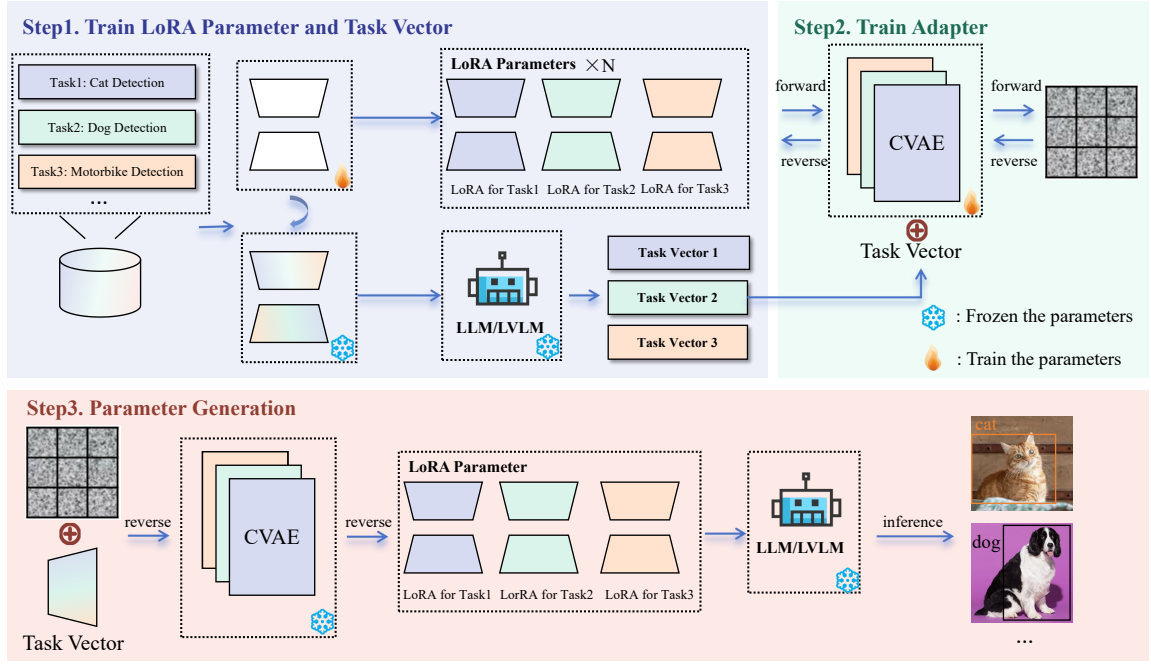 Step1. Train LoRA Parameter and Task Vector
Task1: Cat Detection
Task2: Dog Detection
Task3: Motorbike Detection
...
LoRA Parameters ×N
LoRA for Task1
LoRA for Task2
LoRA for Task3
LLM/LVLM
Task Vector 1
Task Vector 2
Task Vector 3
Step2. Train Adapter
forward
reverse
CVAE
forward
reverse
Task Vector
: Frozen the parameters
: Train the parameters
Step3. Parameter Generation
Task Vector
reverse
CVAE
reverse
LoRA Parameter
LoRA for Task1
LorRA for Task2
LoRA for Task3
LLM/LVLM
inference
cat
dog
...